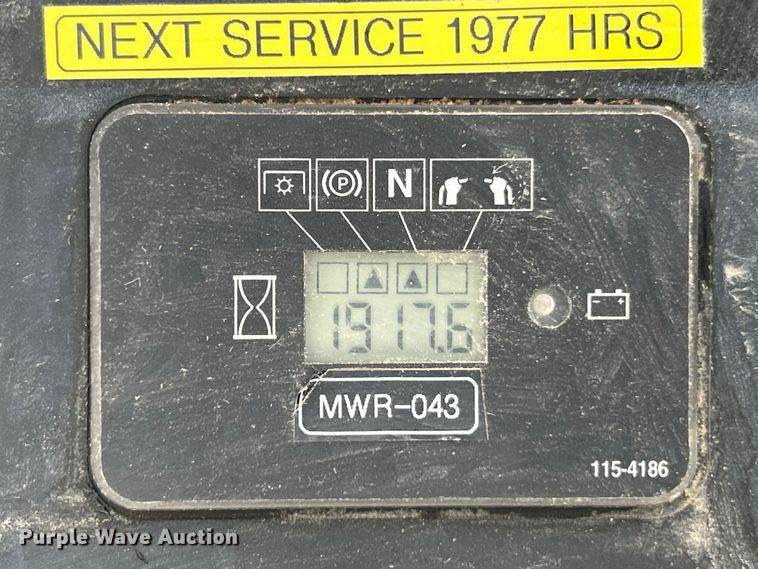 NEXT SERVICE 1977 HRS
(P) N
1917.6
MWR-043
115-4186
Purple Wave Auction